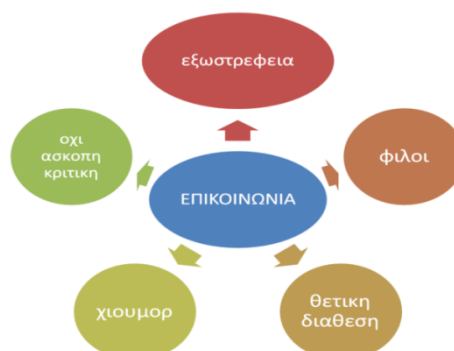 εξωστρεφεια
οχι
ασκοπη
κριτικη
φιλοι
ΕΠΙΚΟΙΝΩΝΙΑ
χιουμορ
θετικη
διαθεση